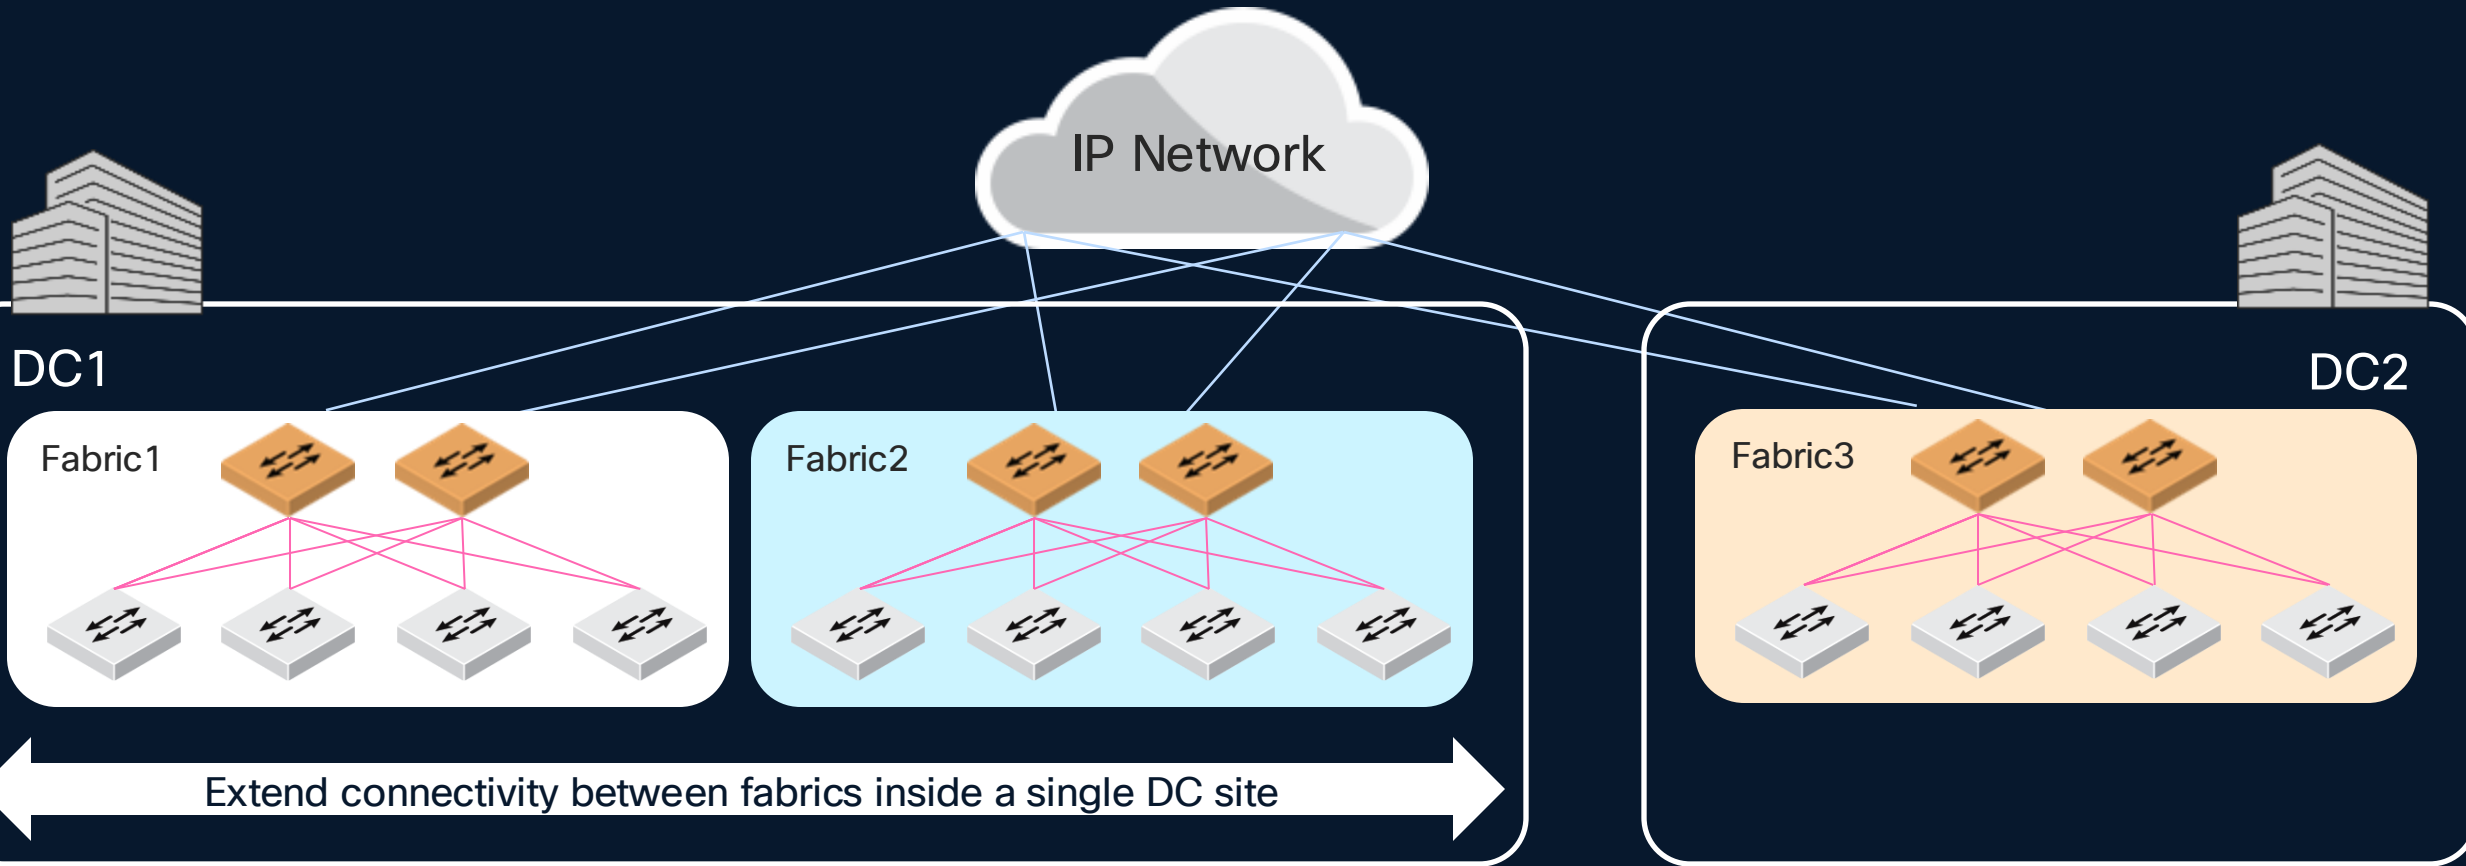 IP Network
DC1
DC2
Fabric1
Fabric2
Fabric3
Extend connectivity between fabrics inside a single DC site